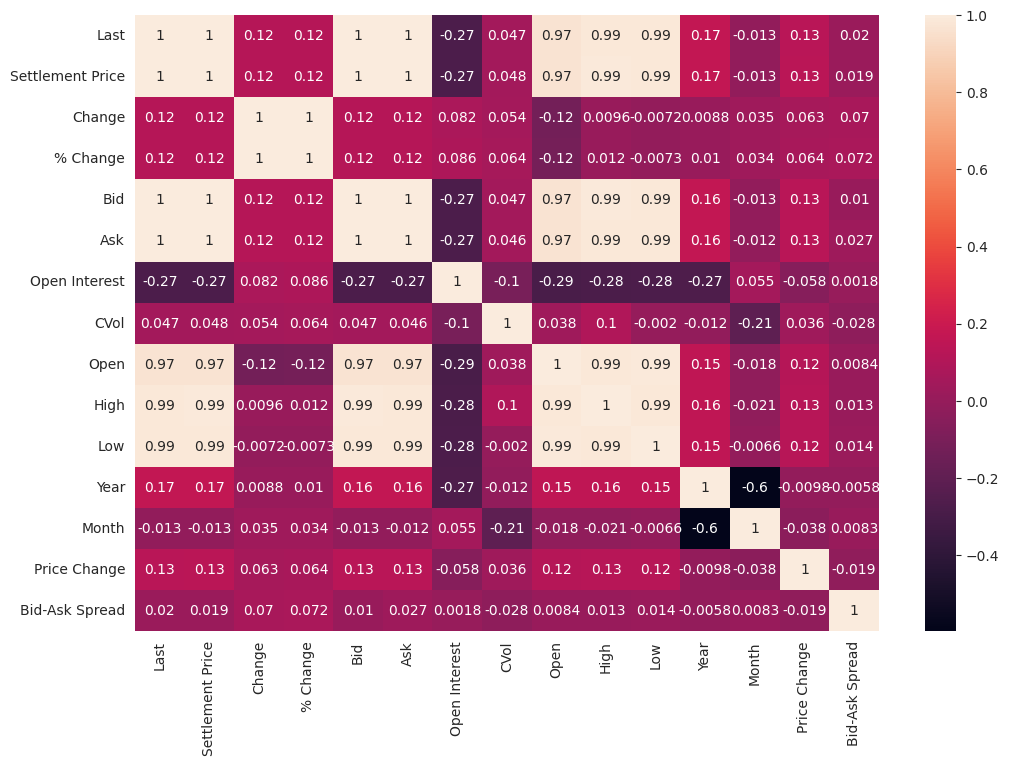 Last 1 1 0.12 0.12 1 1 -0.27 0.047 0.97 0.99 0.99 0.17 -0.013 0.13 0.02
Settlement Price 1 1 0.12 0.12 1 1 -0.27 0.048 0.97 0.99 0.99 0.17 -0.013 0.13 0.019
Change 0.12 0.12 1 1 0.12 0.12 0.082 0.054 -0.12 0.0096 -0.0072 0.0088 0.035 0.063 0.07
% Change 0.12 0.12 1 1 0.12 0.12 0.086 0.064 -0.12 0.012 -0.0073 0.01 0.034 0.064 0.072
Bid 1 1 0.12 0.12 1 1 -0.27 0.047 0.97 0.99 0.99 0.16 -0.013 0.13 0.01
Ask 1 1 0.12 0.12 1 1 -0.27 0.046 0.97 0.99 0.99 0.16 -0.012 0.13 0.027
Open Interest -0.27 -0.27 0.082 0.086 -0.27 -0.27 1 -0.1 -0.29 -0.28 -0.28 -0.27 0.055 -0.058 0.0018
CVol 0.047 0.048 0.054 0.064 0.047 0.046 -0.1 1 0.038 0.1 -0.002 -0.012 -0.21 0.036 -0.028
Open 0.97 0.97 -0.12 -0.12 0.97 0.97 -0.29 0.038 1 0.99 0.99 0.15 -0.018 0.12 0.0084
High 0.99 0.99 0.0096 0.012 0.99 0.99 -0.28 0.1 0.99 1 0.99 0.16 -0.021 0.13 0.013
Low 0.99 0.99 -0.0072 -0.0073 0.99 0.99 -0.28 -0.002 0.99 0.99 1 0.15 -0.0066 0.12 0.014
Year 0.17 0.17 0.0088 0.01 0.16 0.16 -0.27 -0.012 0.15 0.16 0.15 1 -0.6 -0.0098 -0.0058
Month -0.013 -0.013 0.035 0.034 -0.013 -0.012 0.055 -0.21 -0.018 -0.021 -0.0066 -0.6 1 -0.038 0.0083
Price Change 0.13 0.13 0.063 0.064 0.13 0.13 -0.058 0.036 0.12 0.13 0.12 -0.0098 -0.038 1 -0.019
Bid-Ask Spread 0.02 0.019 0.07 0.072 0.01 0.027 0.0018 -0.028 0.0084 0.013 0.014 -0.0058 0.0083 -0.019 1
Last
Settlement Price
Change
% Change
Bid
Ask
Open Interest
CVol
Open
High
Low
Year
Month
Price Change
Bid-Ask Spread
1.0
0.8
0.6
0.4
0.2
0.0
−0.2
−0.4